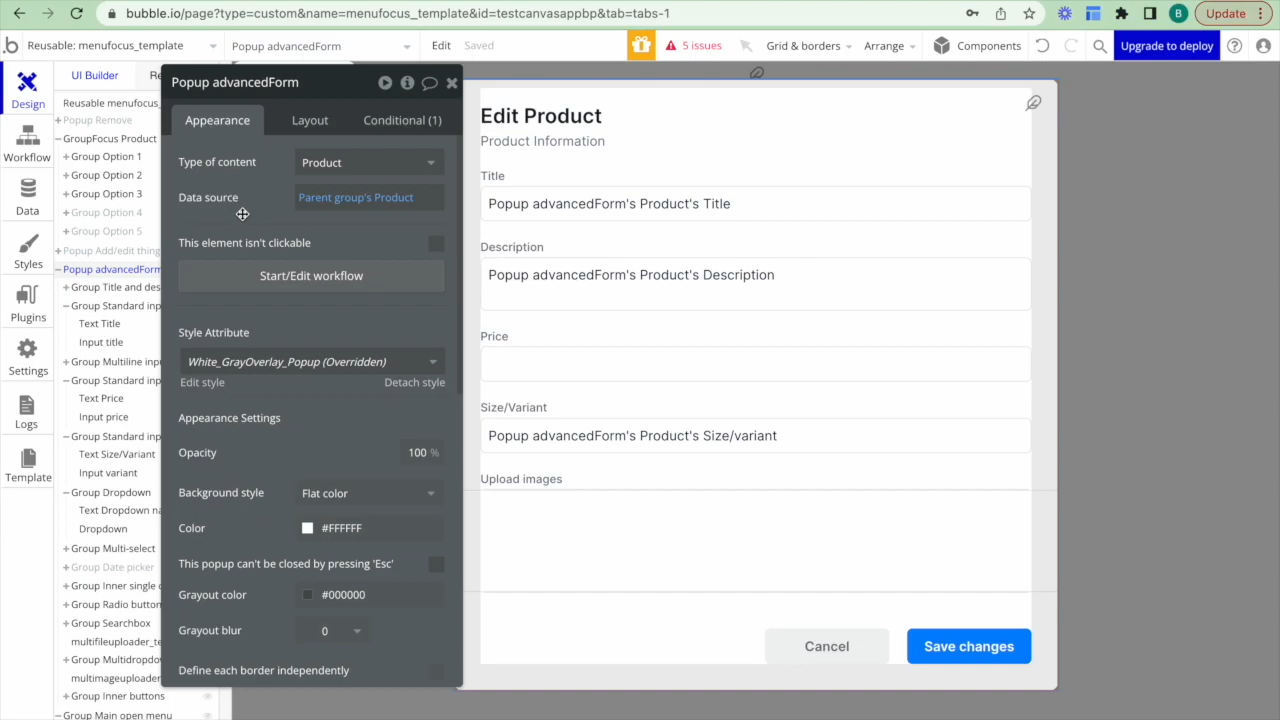 bubble.io/page?type=custom&name=menufocus_template&id=testcanvasappbp&tab=tabs-1
B
Update
b
Reusable: menufocus_template
Popup advancedForm
Edit
Saved
5 issues
Grid & borders
Arrange
Components
Upgrade to deploy
Design
Workflow
Data
Styles
Plugins
Settings
Logs
Template
UI Builder
Reusable menufocus_
Popup Remove
GroupFocus Product
Group Option 1
Group Option 2
Group Option 3
Group Option 4
Group Option 5
Popup Add/edit thing
Popup advancedForm
Group Title and des
Group Standard inp
Text Title
Input title
Group Multiline inpu
Group Standard inp
Text Price
Input price
Group Standard inp
Text Size/Variant
Input variant
Group Dropdown
Text Dropdown na
Dropdown
Group Multi-select
Group Date picker
Group Inner single c
Group Radio button
Group Searchbox
multifileuploader_te
Group Multidropdow
multimageuploader
Group Inner buttons
Group Main open menu
Popup advancedForm
Appearance
Layout
Conditional (1)
Type of content
Product
Data source
Parent group's Product
This element isn't clickable
Start/Edit workflow
Style Attribute
White_GrayOverlay_Popup (Overridden)
Edit style
Detach style
Appearance Settings
Opacity
100 %
Background style
Flat color
Color
#FFFFFF
This popup can't be closed by pressing 'Esc'
Grayout color
#000000
Grayout blur
0
Define each border independently
Edit Product
Product Information
Title
Popup advancedForm's Product's Title
Description
Popup advancedForm's Product's Description
Price
Size/Variant
Popup advancedForm's Product's Size/variant
Upload images
Cancel
Save changes